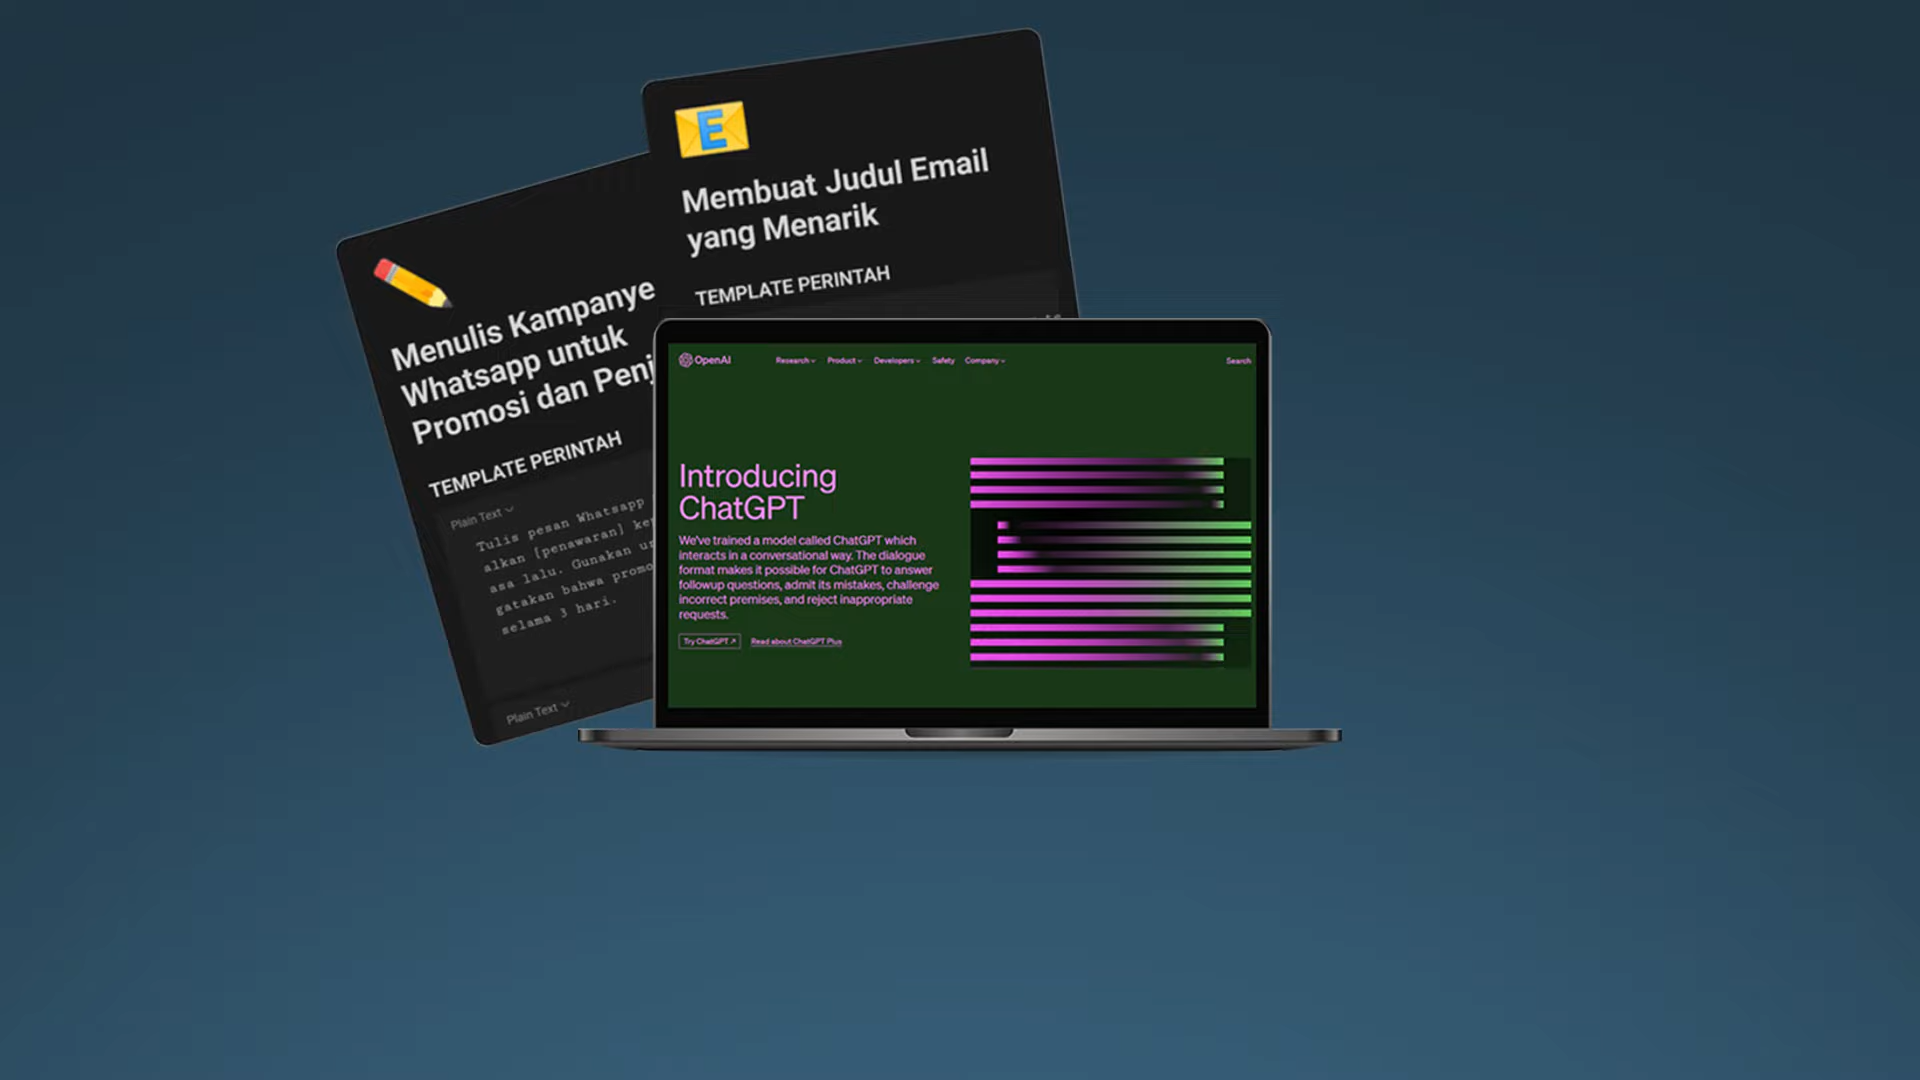 E
Membuat Judul Email
yang Menarik
TEMPLATE PERINTAH
Menulis Kampanye
Whatsapp untuk
Promosi dan Penj
TEMPLATE PERINTAH
Plain Text
Tulis pesan Whatsapp
alkan [penawaran] ke
asa lalu. Gunakan
gatakan bahwa promo
selama 3 hari.
Plain Text
OpenAI
Research Product Developers Safety Company Search
Introducing
ChatGPT
We've trained a model called ChatGPT which
interacts in a conversational way. The dialogue
format makes it possible for ChatGPT to answer
followup questions, admit its mistakes, challenge
incorrect premises, and reject inappropriate
requests.
Try ChatGPT ↗ Read about ChatGPT Plus